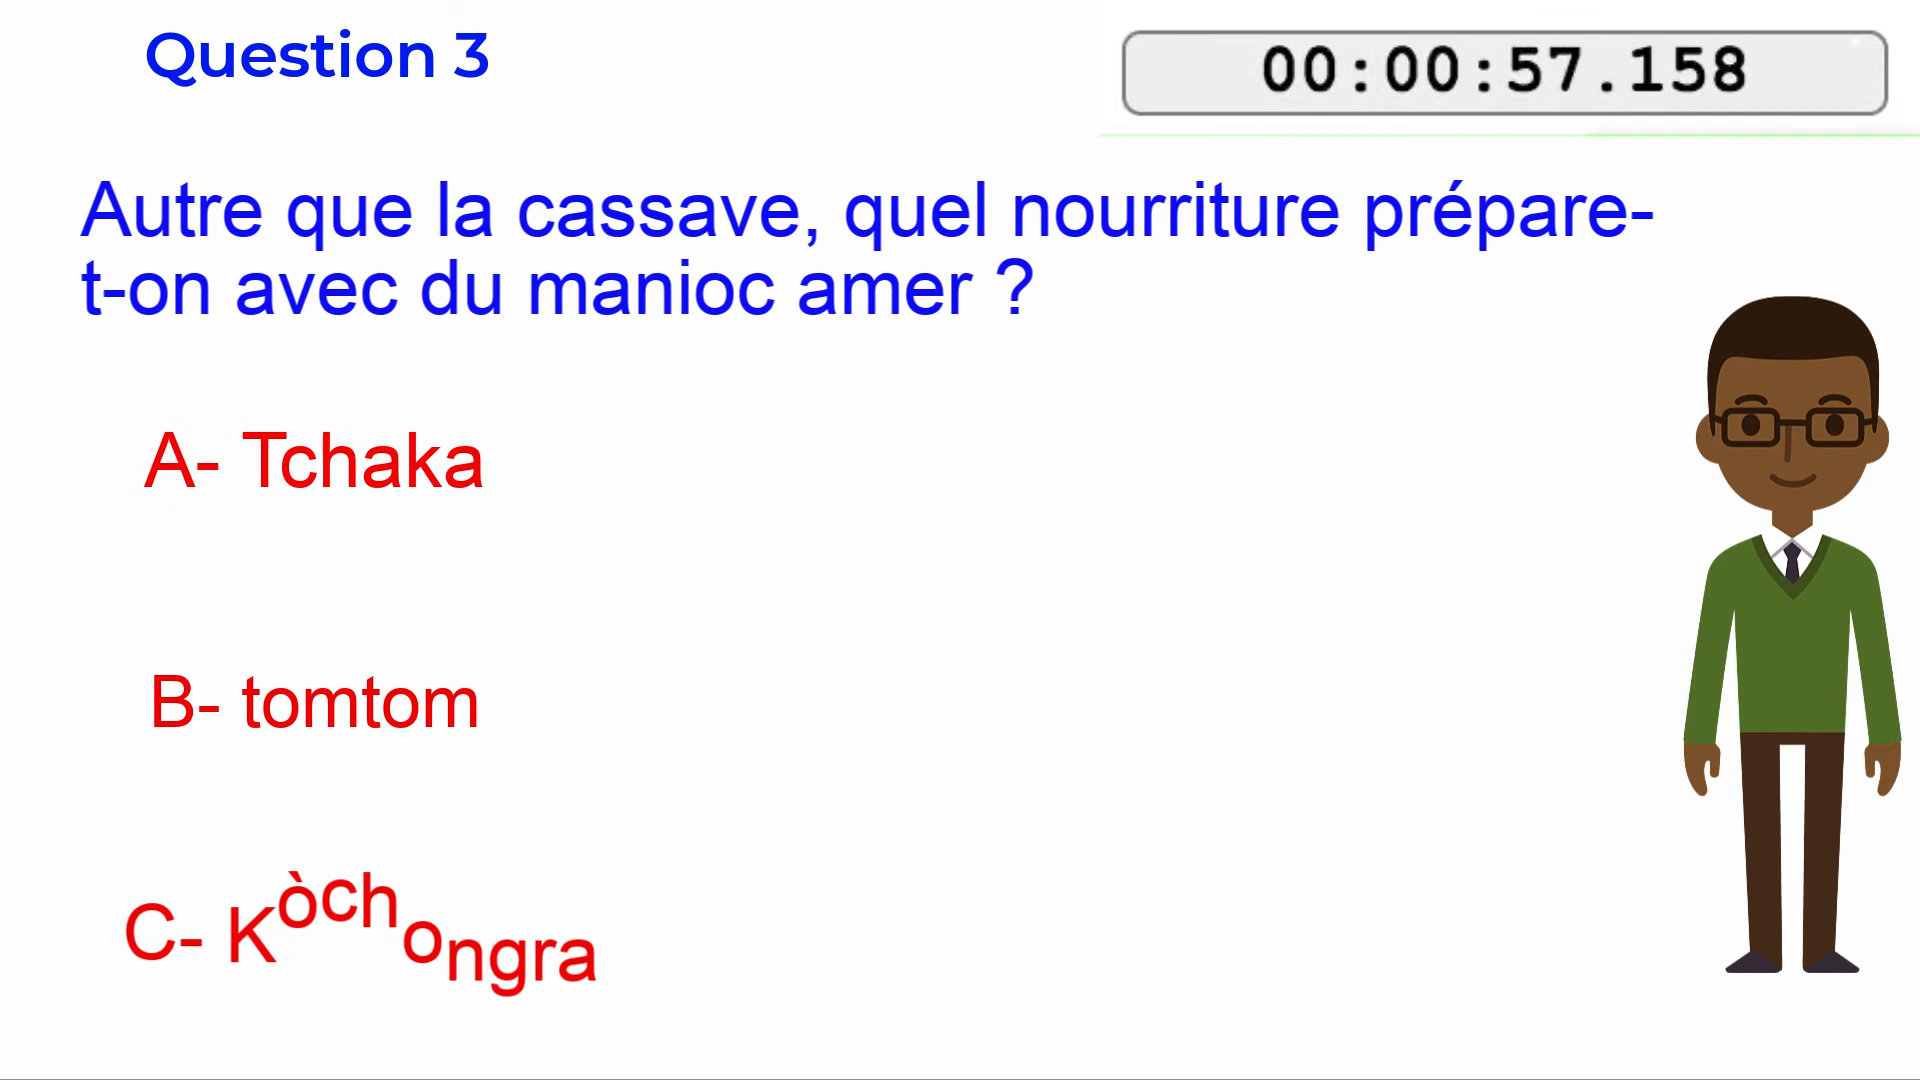 Question 3
00:00:57.158
Autre que la cassave, quel nourriture prépare-
t-on avec du manioc amer ?
A- Tchaka
B- tomtom
C- Kòchongra